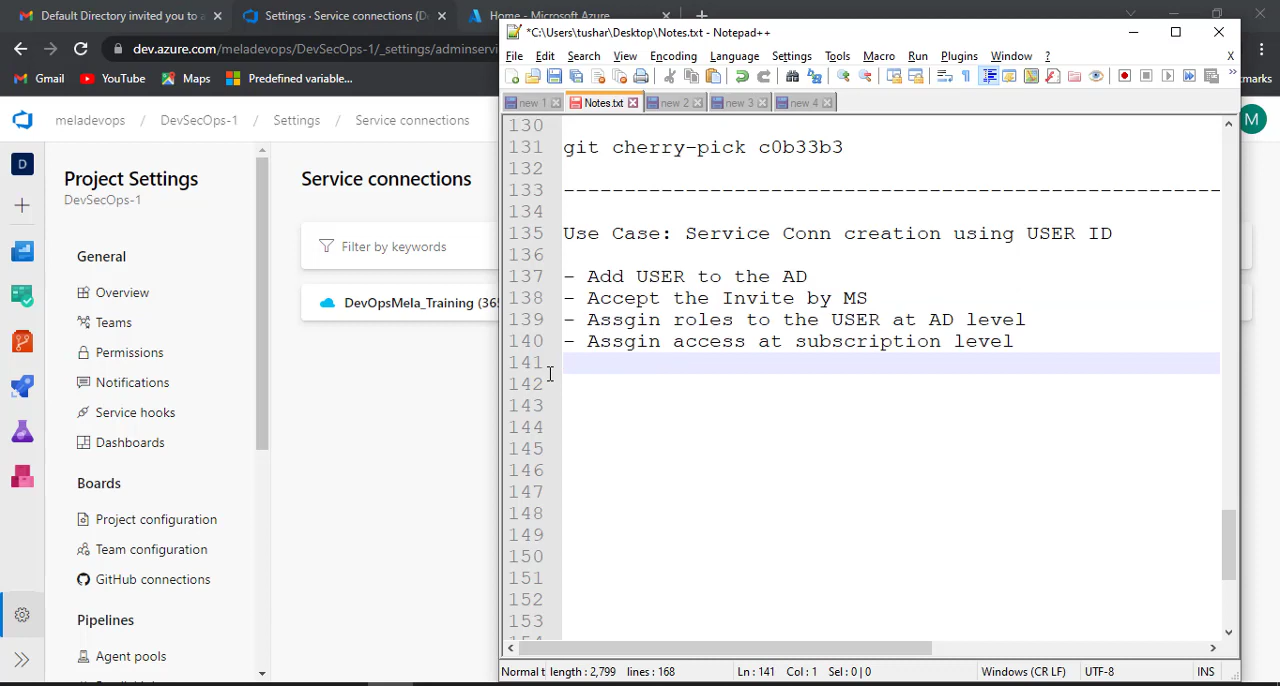 Default Directory invited you to a
Settings · Service connections (D
Home - Microsoft Azure
dev.azure.com/meladevops/DevSecOps-1/_settings/adminservi
Gmail
YouTube
Maps
Predefined variable...
marks
meladevops / DevSecOps-1 / Settings / Service connections
M
D
Project Settings
DevSecOps-1
General
Overview
Teams
Permissions
Notifications
Service hooks
Dashboards
Boards
Project configuration
Team configuration
GitHub connections
Pipelines
Agent pools
Service connections
Filter by keywords
DevOpsMela_Training (365
*C:\Users\tushar\Desktop\Notes.txt - Notepad++
File Edit Search View Encoding Language Settings Tools Macro Run Plugins Window ? X
new 1 Notes.txt new 2 new 3 new 4
130
131 git cherry-pick c0b33b3
132
133 ------------------------------------------------------
134
135 Use Case: Service Conn creation using USER ID
136
137 - Add USER to the AD
138 - Accept the Invite by MS
139 - Assgin roles to the USER at AD level
140 - Assgin access at subscription level
141
142
143
144
145
146
147
148
149
150
151
152
153
Normal t length : 2,799 lines : 168 Ln : 141 Col : 1 Sel : 0 | 0 Windows (CR LF) UTF-8 INS